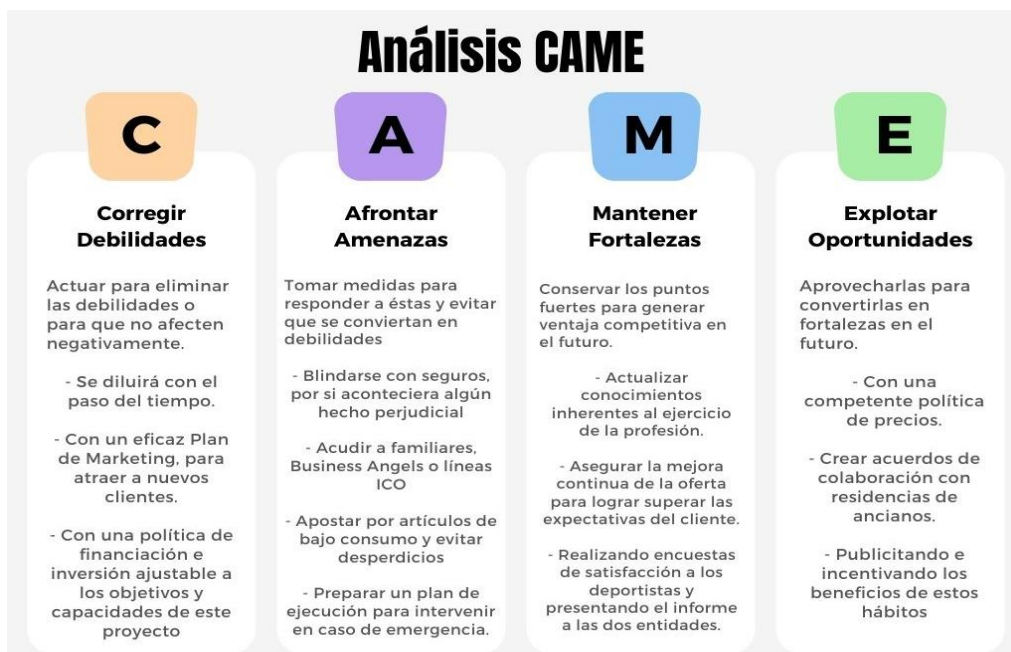 Análisis CAME
C
Corregir
Debilidades
Actuar para eliminar
las debilidades o
para que no afecten
negativamente.
- Se diluirá con el
paso del tiempo.
- Con un eficaz Plan
de Marketing, para
atraer a nuevos
clientes.
- Con una política de
financiación e
inversión ajustable a
los objetivos y
capacidades de este
proyecto
A
Afrontar
Amenazas
Tomar medidas para
responder a éstas y evitar
que se conviertan en
debilidades
- Blindarse con seguros,
por si aconteciera algún
hecho perjudicial
- Acudir a familiares,
Business Angels o líneas
ICO
- Apostar por artículos de
bajo consumo y evitar
desperdicios
- Preparar un plan de
ejecución para intervenir
en caso de emergencia.
M
Mantener
Fortalezas
Conservar los puntos
fuertes para generar
ventaja competitiva en
el futuro.
- Actualizar
conocimientos
inherentes al ejercicio
de la profesión.
- Asegurar la mejora
continua de la oferta
para lograr superar las
expectativas del cliente.
- Realizando encuestas
de satisfacción a los
deportistas y
presentando el informe
a las dos entidades.
E
Explotar
Oportunidades
Aprovecharlas para
convertirlas en
fortalezas en el
futuro.
- Con una
competente política
de precios.
- Crear acuerdos de
colaboración con
residencias de
ancianos.
- Publicitando e
incentivando los
beneficios de estos
hábitos